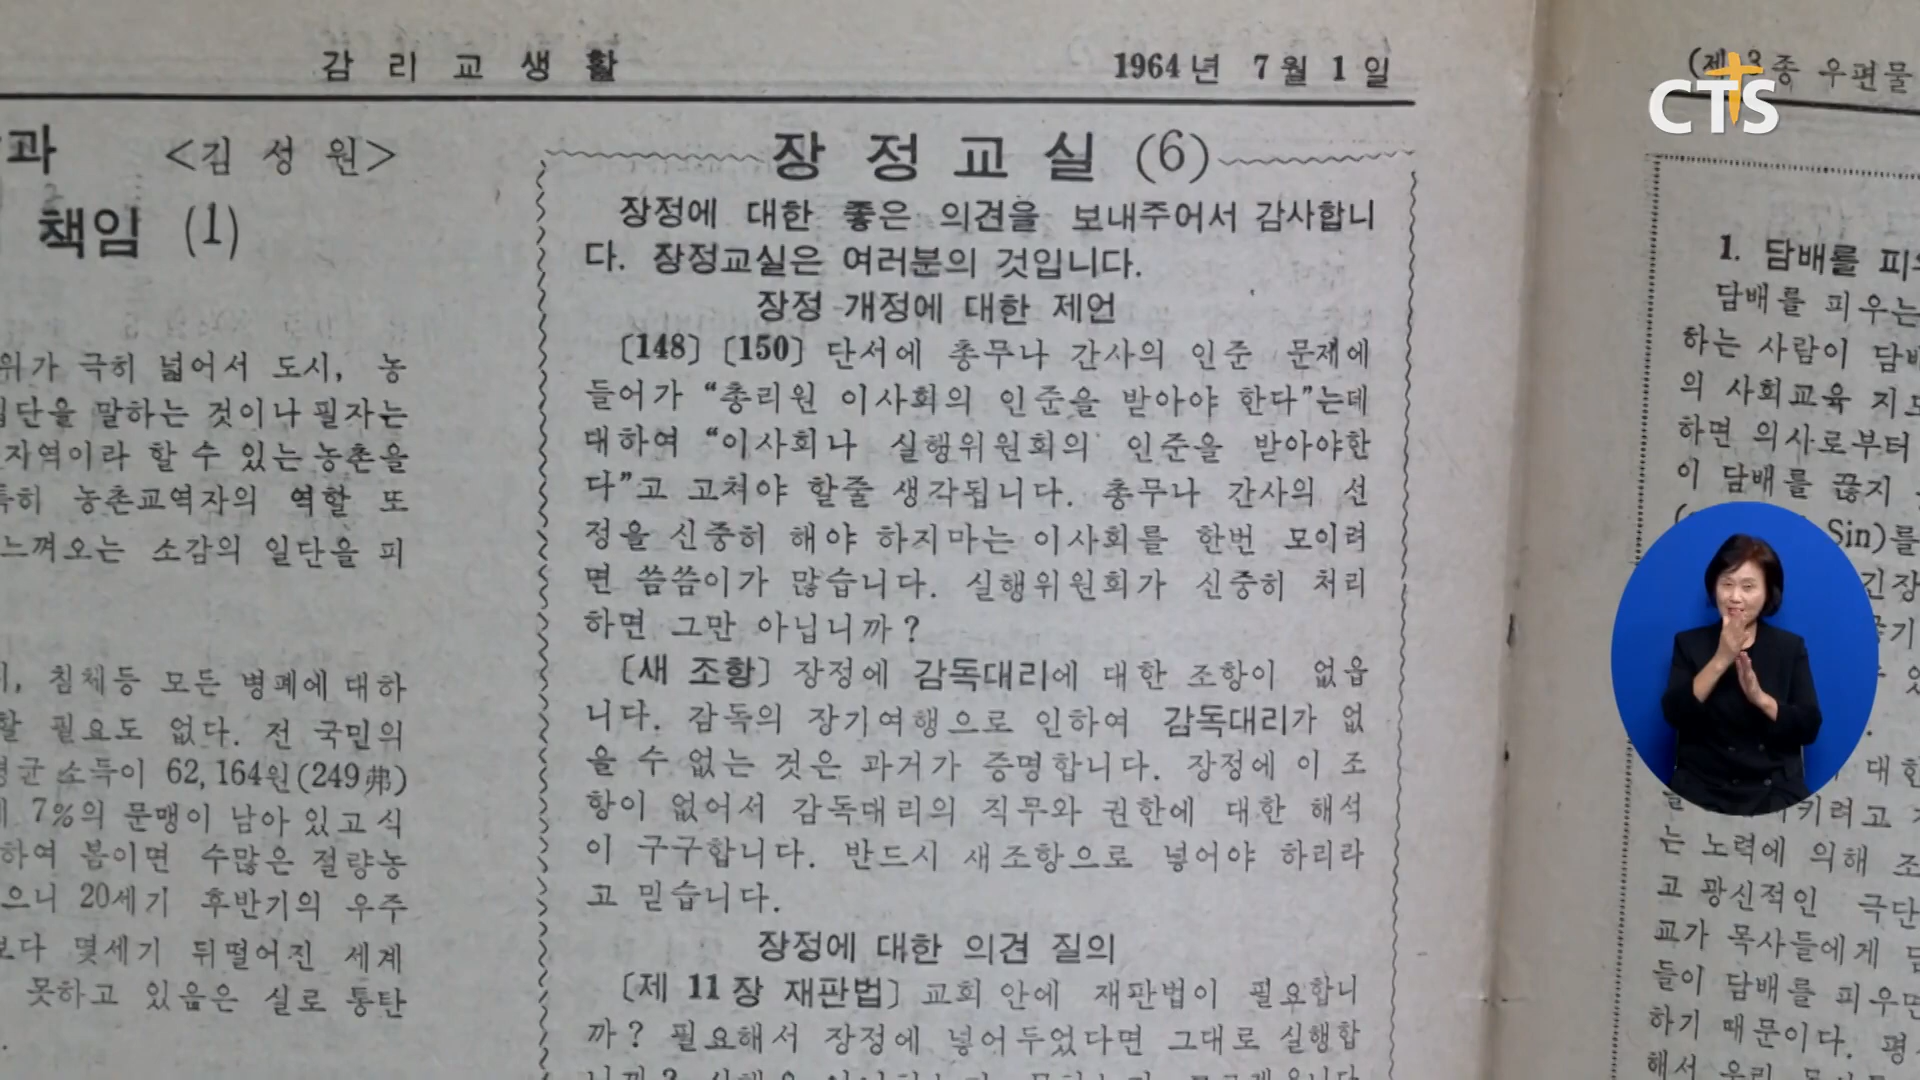 감리교생활
1964년 7월 1일
(제3종 우편물
CTS
과 <김성원>
책임 (1)
위가 극히 넓어서 도시, 농
집단을 말하는 것이나 필자는
자역이라 할 수 있는 농촌을
특히 농촌교역자의 역할 또
느껴오는 소감의 일단을 피
침체등 모든 병폐에 대하
할 필요도 없다. 전 국민의
평균 소득이 62,164원(249弗)
7%의 문맹이 남아 있고 식
하여 봄이면 수많은 절량농
으니 20세기 후반기의 우주
보다 몇세기 뒤떨어진 세계
못하고 있음은 실로 통탄
장정교실 (6)
장정에 대한 좋은 의견을 보내주어서 감사합니
다. 장정교실은 여러분의 것입니다.
장정 개정에 대한 제언
〔148〕〔150〕 단서에 총무나 간사의 인준 문제에
들어가 “총리원 이사회의 인준을 받아야 한다”는데
대하여 “이사회나 실행위원회의 인준을 받아야한
다”고 고쳐야 할줄 생각됩니다. 총무나 간사의 선
정을 신중히 해야 하지마는 이사회를 한번 모이려
면 씀씀이가 많습니다. 실행위원회가 신중히 처리
하면 그만 아닙니까?
〔새 조항〕 장정에 감독대리에 대한 조항이 없읍
니다. 감독의 장기여행으로 인하여 감독대리가 없
을 수 없는 것은 과거가 증명합니다. 장정에 이 조
항이 없어서 감독대리의 직무와 권한에 대한 해석
이 구구합니다. 반드시 새조항으로 넣어야 하리라
고 믿습니다.
장정에 대한 의견 질의
〔제 11장 재판법〕 교회 안에 재판법이 필요합니
까? 필요해서 장정에 넣어두었다면 그대로 실행합
1. 담배를 피우
담배를 피우는
하는 사람이 담배
의 사회교육 지도
하면 의사로부터
이 담배를 끊지
Sin)를
긴장
대한
키려고
는 노력에 의해 조
고 광신적인 극단
교가 목사들에게 담
들이 담배를 피우면
하기 때문이다. 평
해서 우리